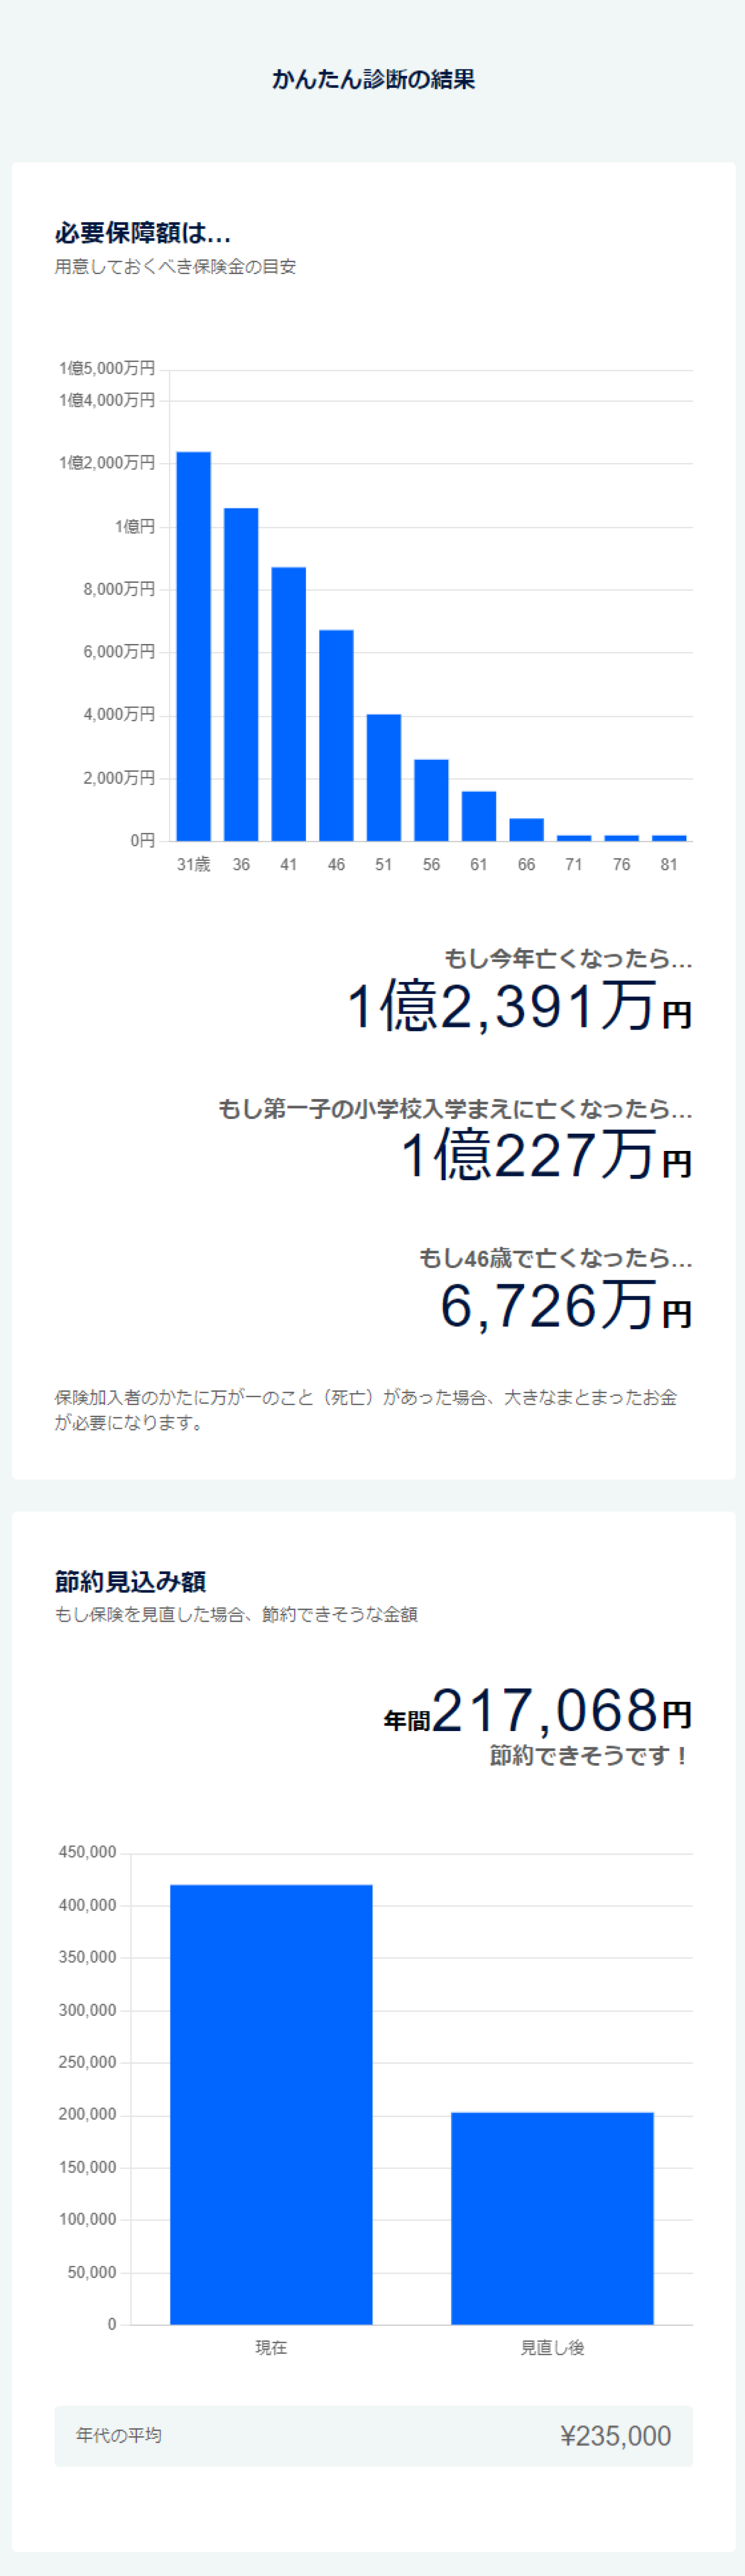 かんたん診断の結果
必要保障額は...
用意しておくべき保険金の目安
1億5,000万円
1億4,000万円
1億2,000万円
1億円
8,000万円
6,000万円
4,000万円
2,000万円
0円
31歳 36 41 46 51 56 61 66 71 76 81
もし今年亡くなったら...
1億2,391万円
もし第一子の小学校入学まえに亡くなったら...
1億227万円
もし46歳で亡くなったら...
6,726万円
保険加入者のかたに万が一のこと（死亡）があった場合、大きなまとまったお金
が必要になります。
節約見込み額
もし保険を見直した場合、節約できそうな金額
年間217,068円
節約できそうです！
450,000
400,000
350,000
300,000
250,000
200,000
150,000
100,000
50,000
0
現在 見直し後
年代の平均 ¥235,000